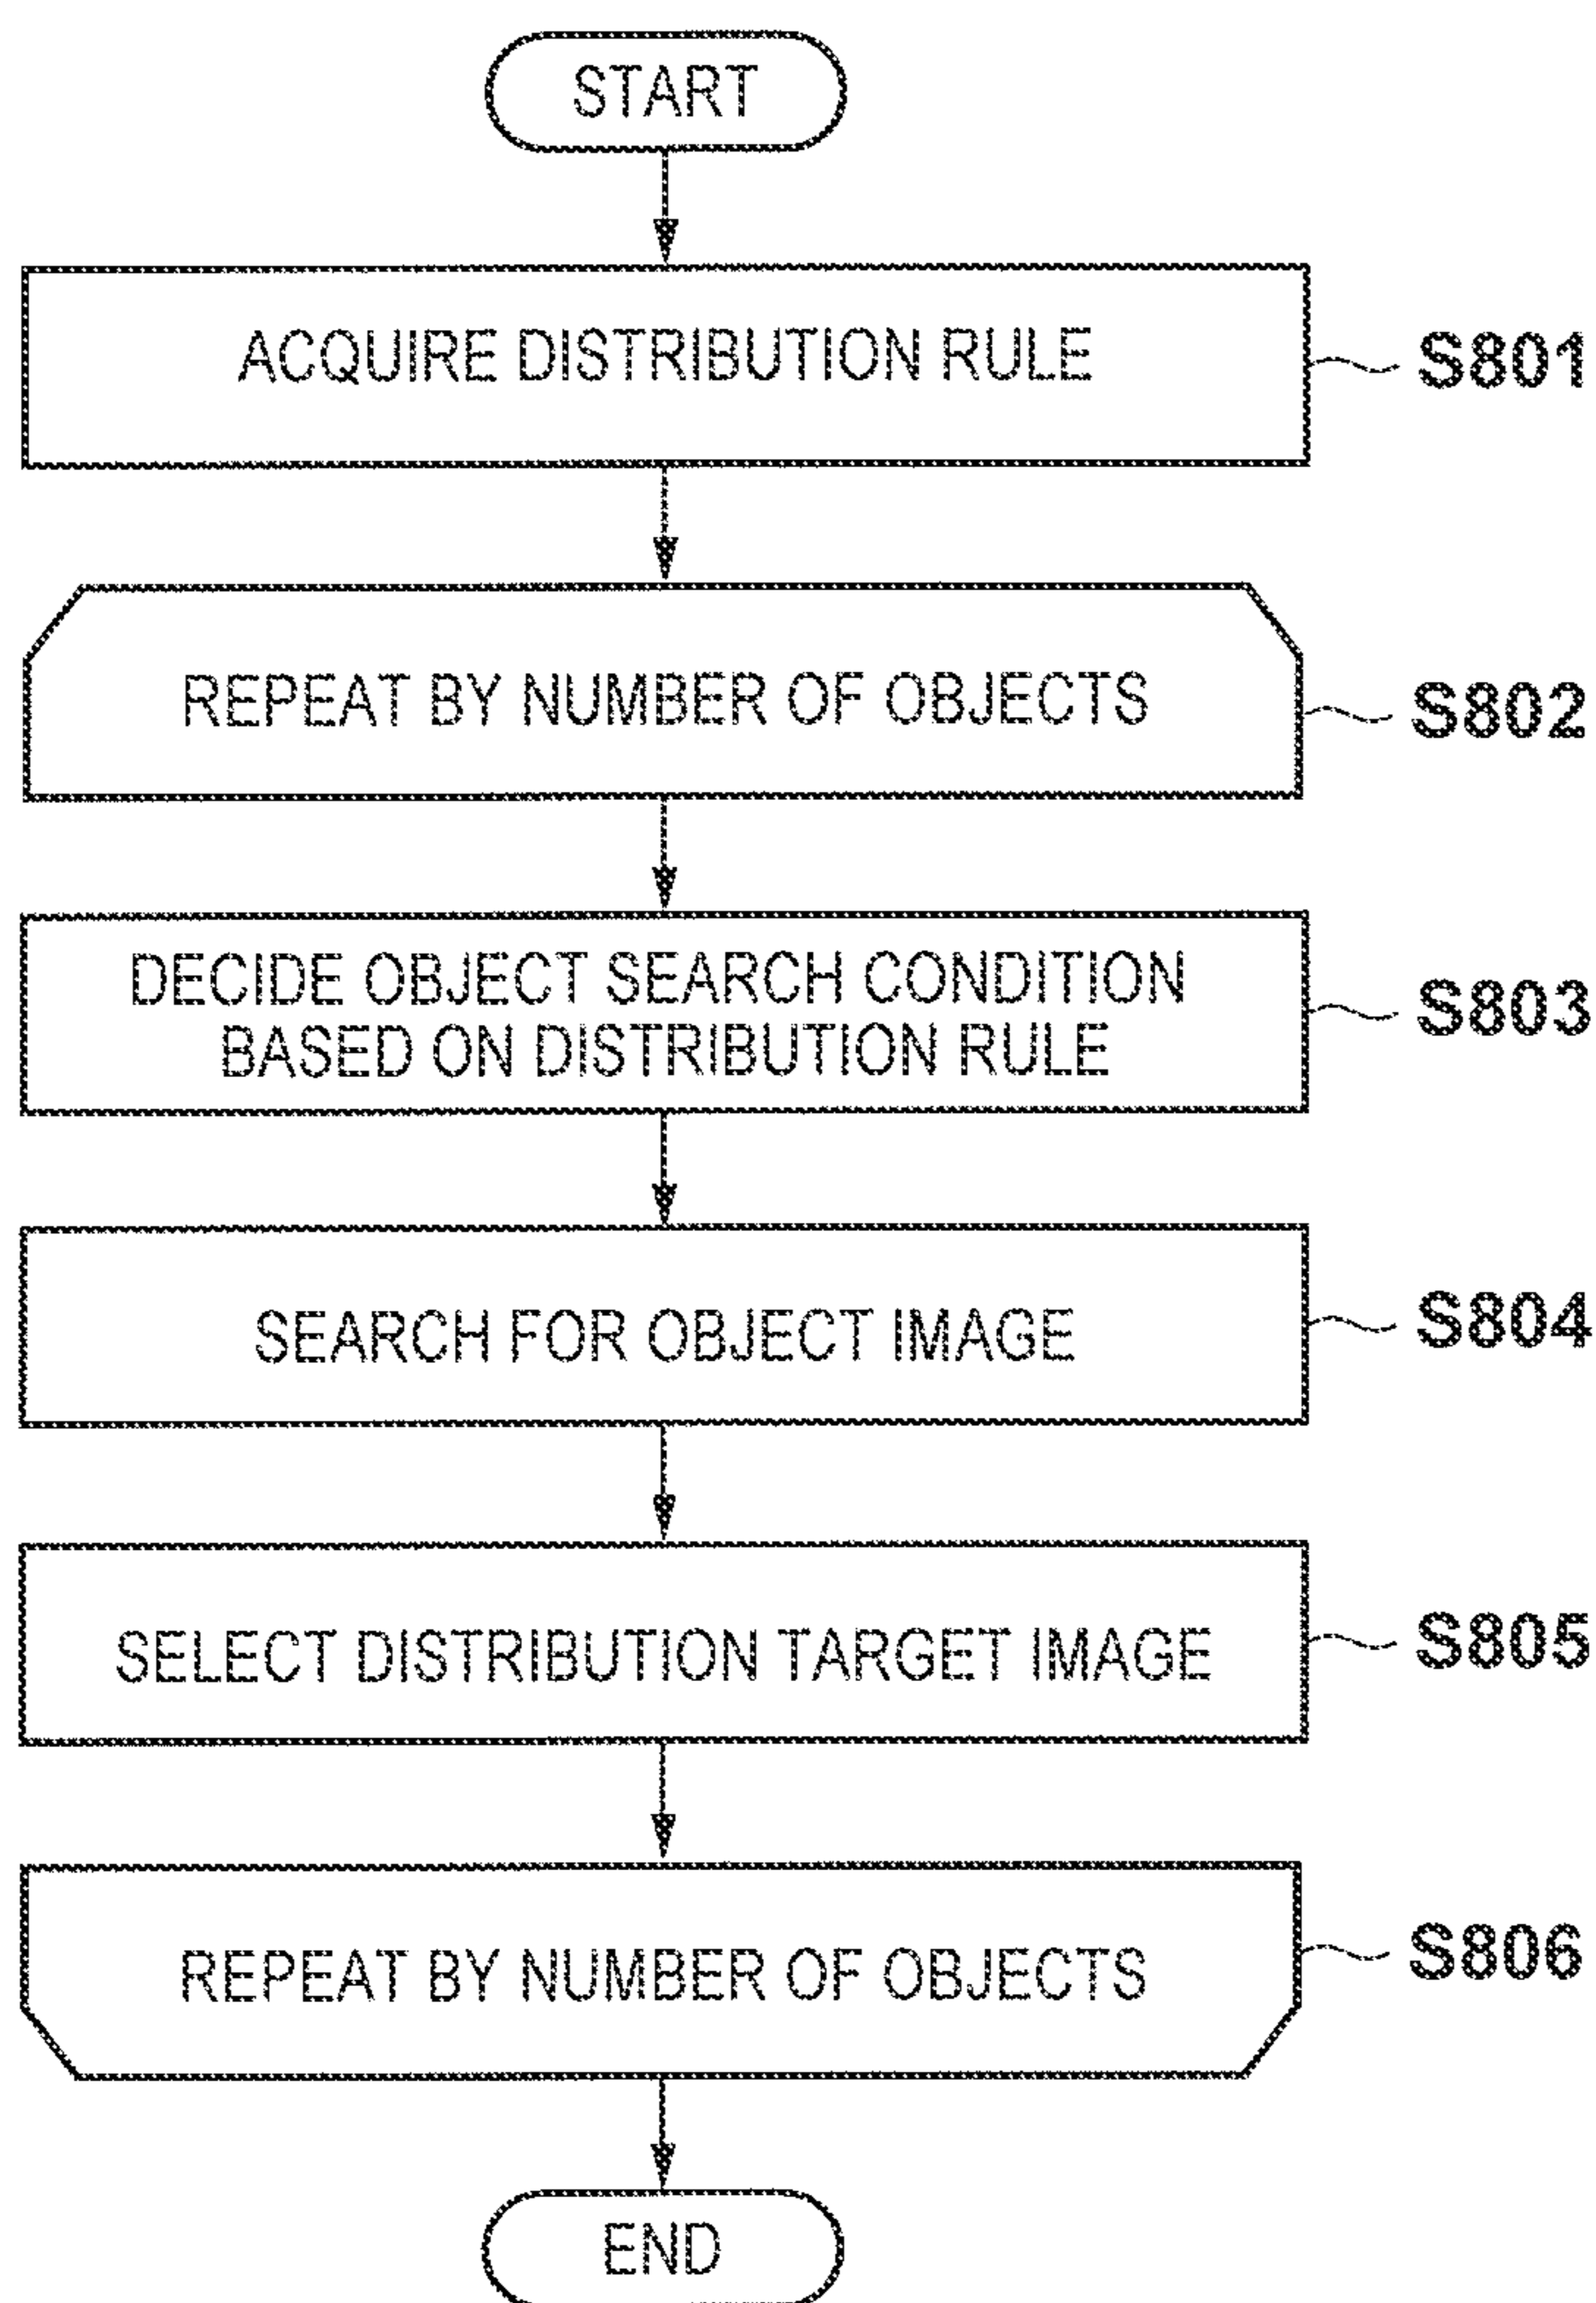 START
ACQUIRE DISTRIBUTION RULE
S801
REPEAT BY NUMBER OF OBJECTS
S802
DECIDE OBJECT SEARCH CONDITION
BASED ON DISTRIBUTION RULE
S803
SEARCH FOR OBJECT IMAGE
S804
SELECT DISTRIBUTION TARGET IMAGE
S805
REPEAT BY NUMBER OF OBJECTS
S806
END